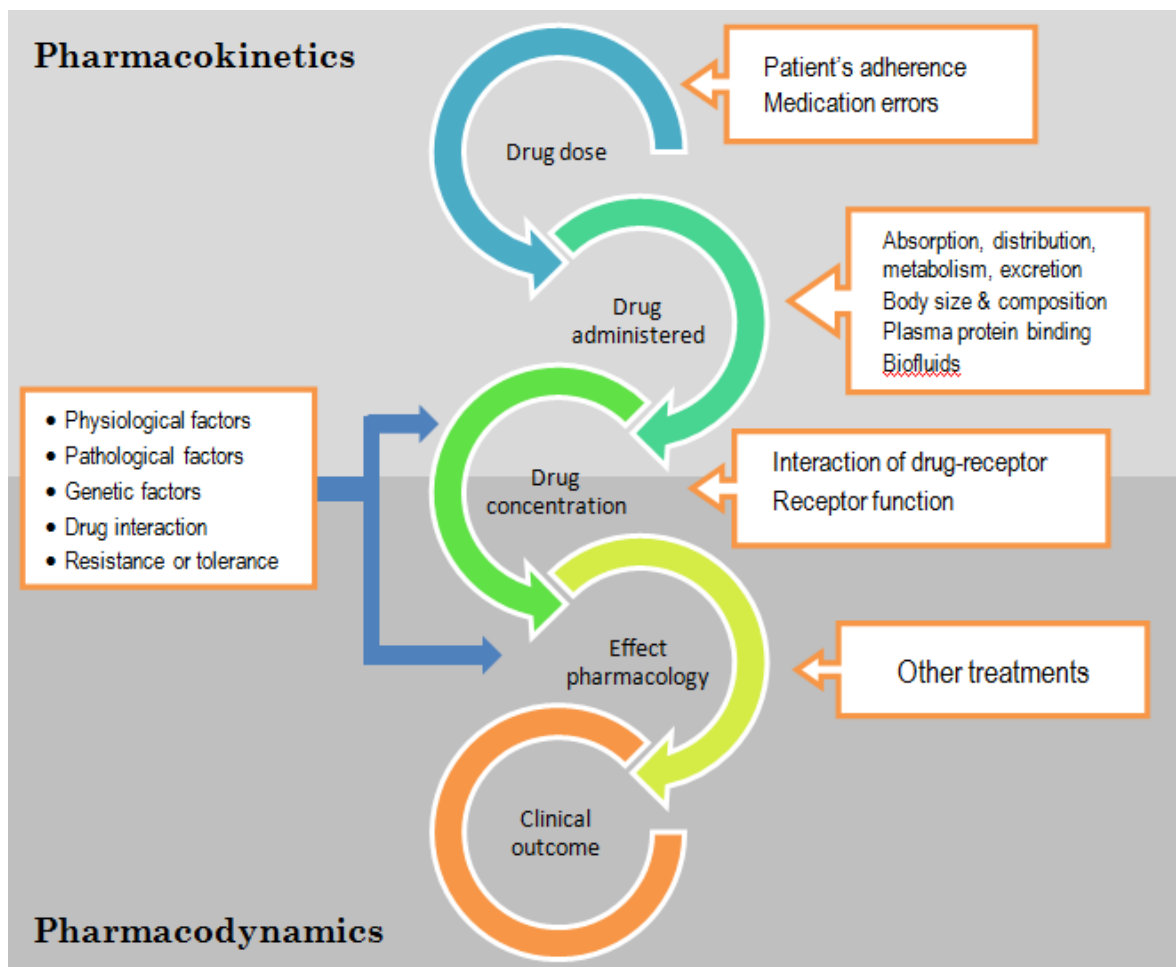 Pharmacokinetics
Patient's adherence
Medication errors
Drug dose
Absorption, distribution,
metabolism, excretion
Body size & composition
Plasma protein binding
Biofluids
Drug
administered
• Physiological factors
• Pathological factors
• Genetic factors
• Drug interaction
• Resistance or tolerance
Drug
concentration
Interaction of drug-receptor
Receptor function
Effect
pharmacology
Other treatments
Clinical
outcome
Pharmacodynamics